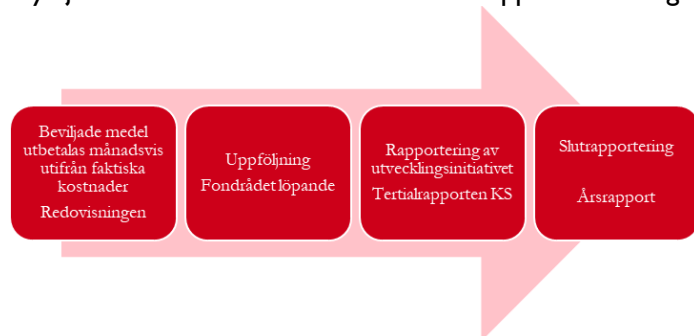 Beviljade medel
utbetalas månadsvis
utifrån faktiska
kostnader
Redovisningen
Uppföljning
Fondrådet löpande
Rapportering av
utvecklingsinitiativet
Tertialrapporten KS
Slutrapportering
Årsrapport